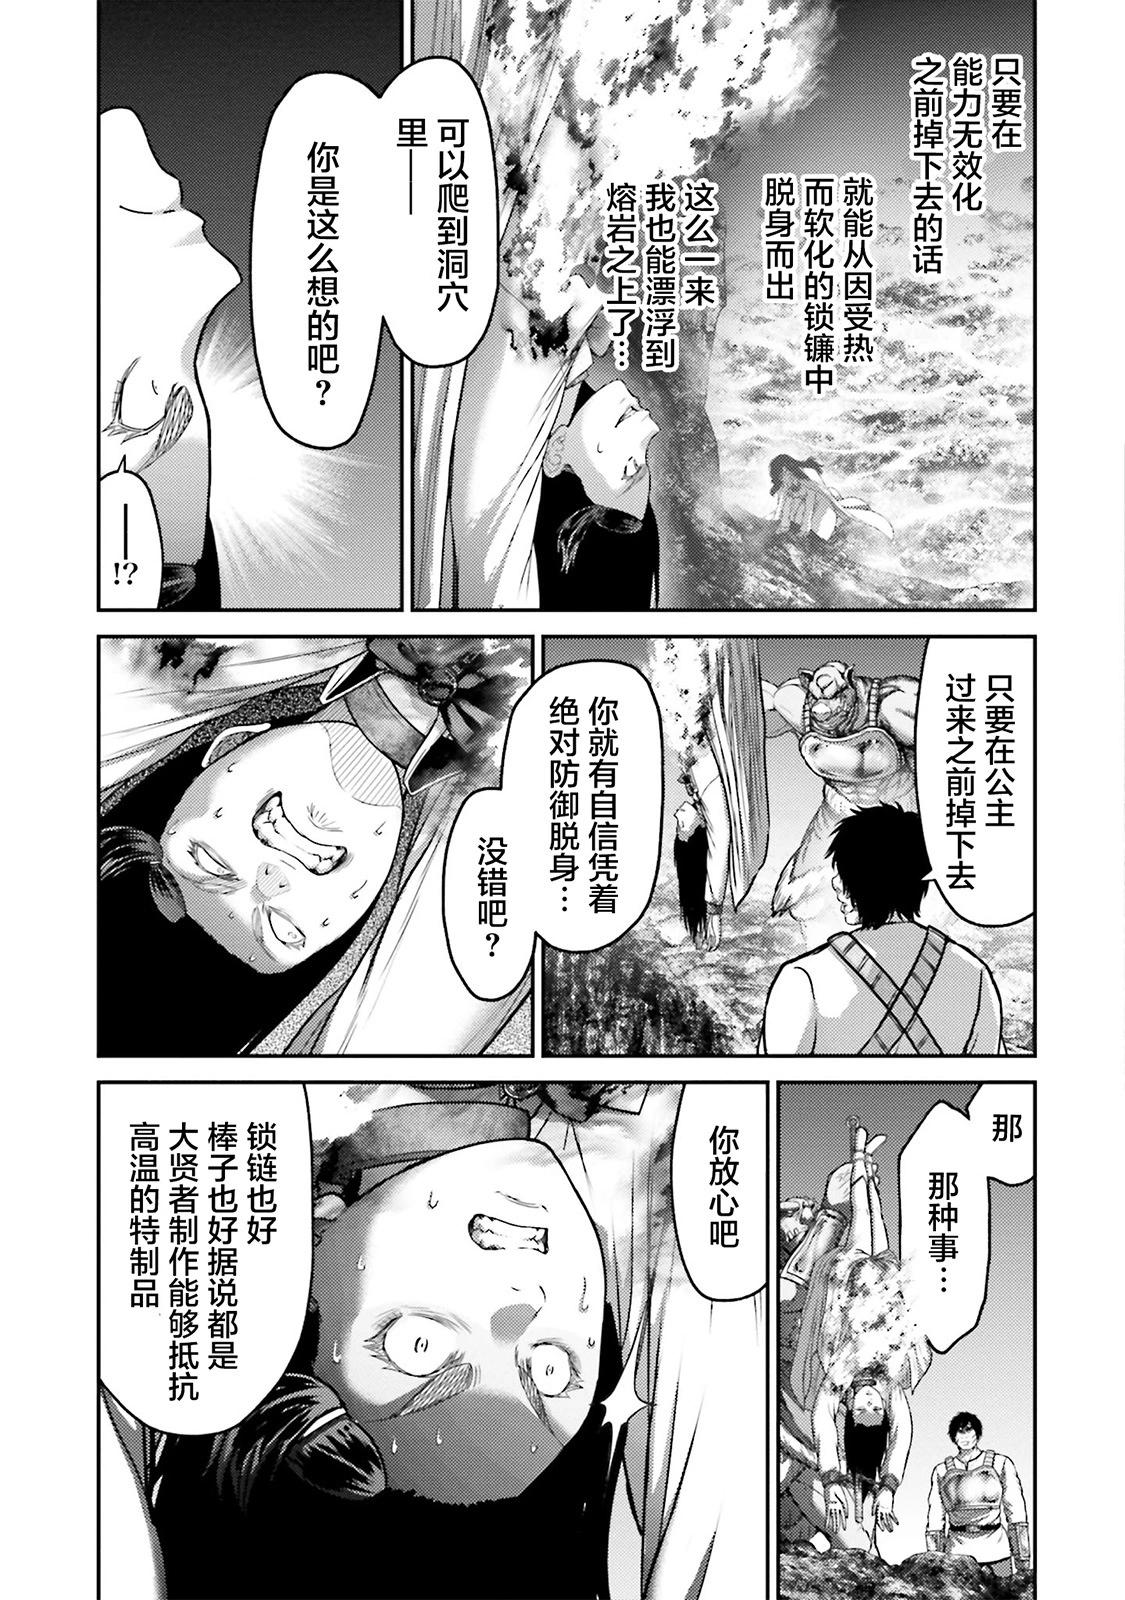 只要在
能力无效化
之前掉下去的话
就能从因受热
而软化的锁镰中
脱身而出
这么一来
我也能漂浮到
熔岩之上了…
可以爬到洞穴
里——
你是这么想的吧？
——!?
只要在公主
过来之前掉下去
你就有自信凭着
绝对防御脱身…
没错吧？
那
那种事…
你放心吧
锁链也好
棒子也好据说都是
大贤者制作能够抵抗
高温的特制品